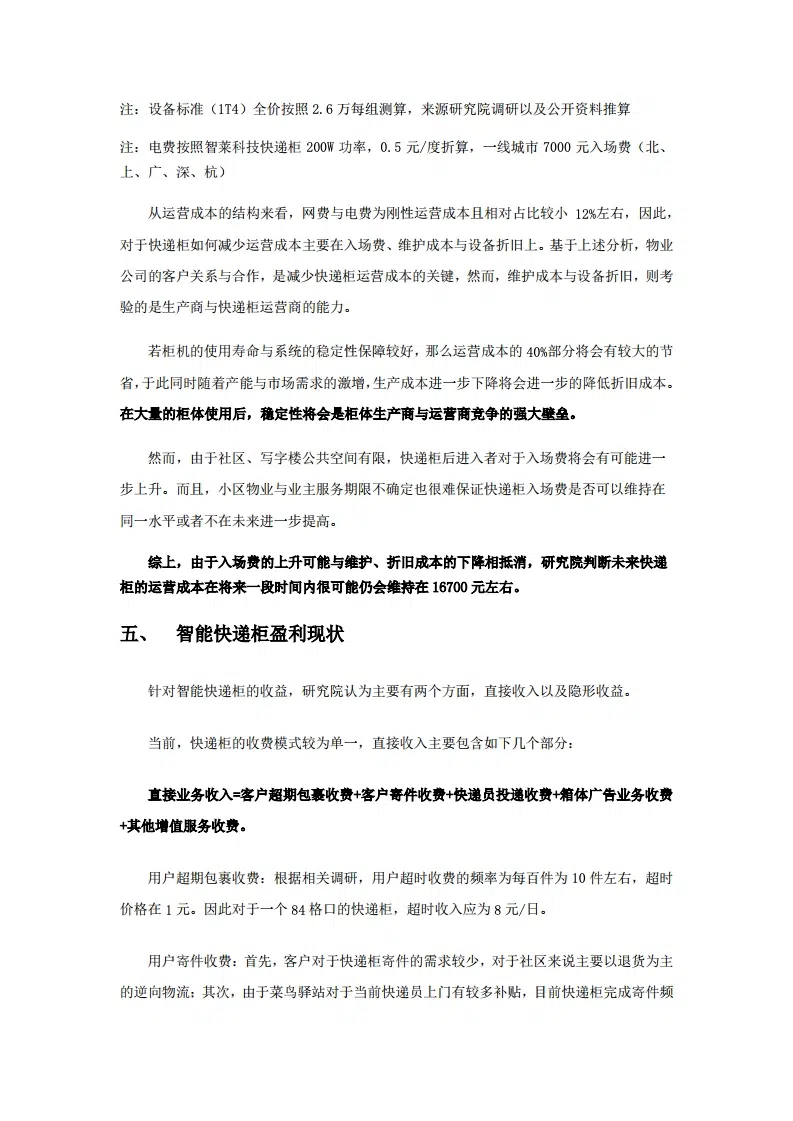 注：设备标准（1T4）全价按照 2.6 万每组测算，来源研究院调研以及公开资料推算
注：电费按照智莱科技快递柜 200W 功率，0.5 元/度折算，一线城市 7000 元入场费（北、
上、广、深、杭）
从运营成本的结构来看，网费与电费为刚性运营成本且相对占比较小 12%左右，因此，
对于快递柜如何减少运营成本主要在入场费、维护成本与设备折旧上。基于上述分析，物业
公司的客户关系与合作，是减少快递柜运营成本的关键，然而，维护成本与设备折旧，则考
验的是生产商与快递柜运营商的能力。
若柜机的使用寿命与系统的稳定性保障较好，那么运营成本的 40%部分将会有较大的节
省，于此同时随着产能与市场需求的激增，生产成本进一步下降将会进一步的降低折旧成本。
在大量的柜体使用后，稳定性将会是柜体生产商与运营商竞争的强大壁垒。
然而，由于社区、写字楼公共空间有限，快递柜后进入者对于入场费将会有可能进一
步上升。而且，小区物业与业主服务期限不确定也很难保证快递柜入场费是否可以维持在
同一水平或者不在未来进一步提高。
综上，由于入场费的上升可能与维护、折旧成本的下降相抵消，研究院判断未来快递
柜的运营成本在将来一段时间内很可能仍会维持在 16700 元左右。
五、 智能快递柜盈利现状
针对智能快递柜的收益，研究院认为主要有两个方面，直接收入以及隐形收益。
当前，快递柜的收费模式较为单一，直接收入主要包含如下几个部分：
直接业务收入=客户超期包裹收费+客户寄件收费+快递员投递收费+箱体广告业务收费
+其他增值服务收费。
用户超期包裹收费：根据相关调研，用户超时收费的频率为每百件为 10 件左右，超时
价格在 1 元。因此对于一个 84 格口的快递柜，超时收入应为 8 元/日。
用户寄件收费：首先，客户对于快递柜寄件的需求较少，对于社区来说主要以退货为主
的逆向物流；其次，由于菜鸟驿站对于当前快递员上门有较多补贴，目前快递柜完成寄件频